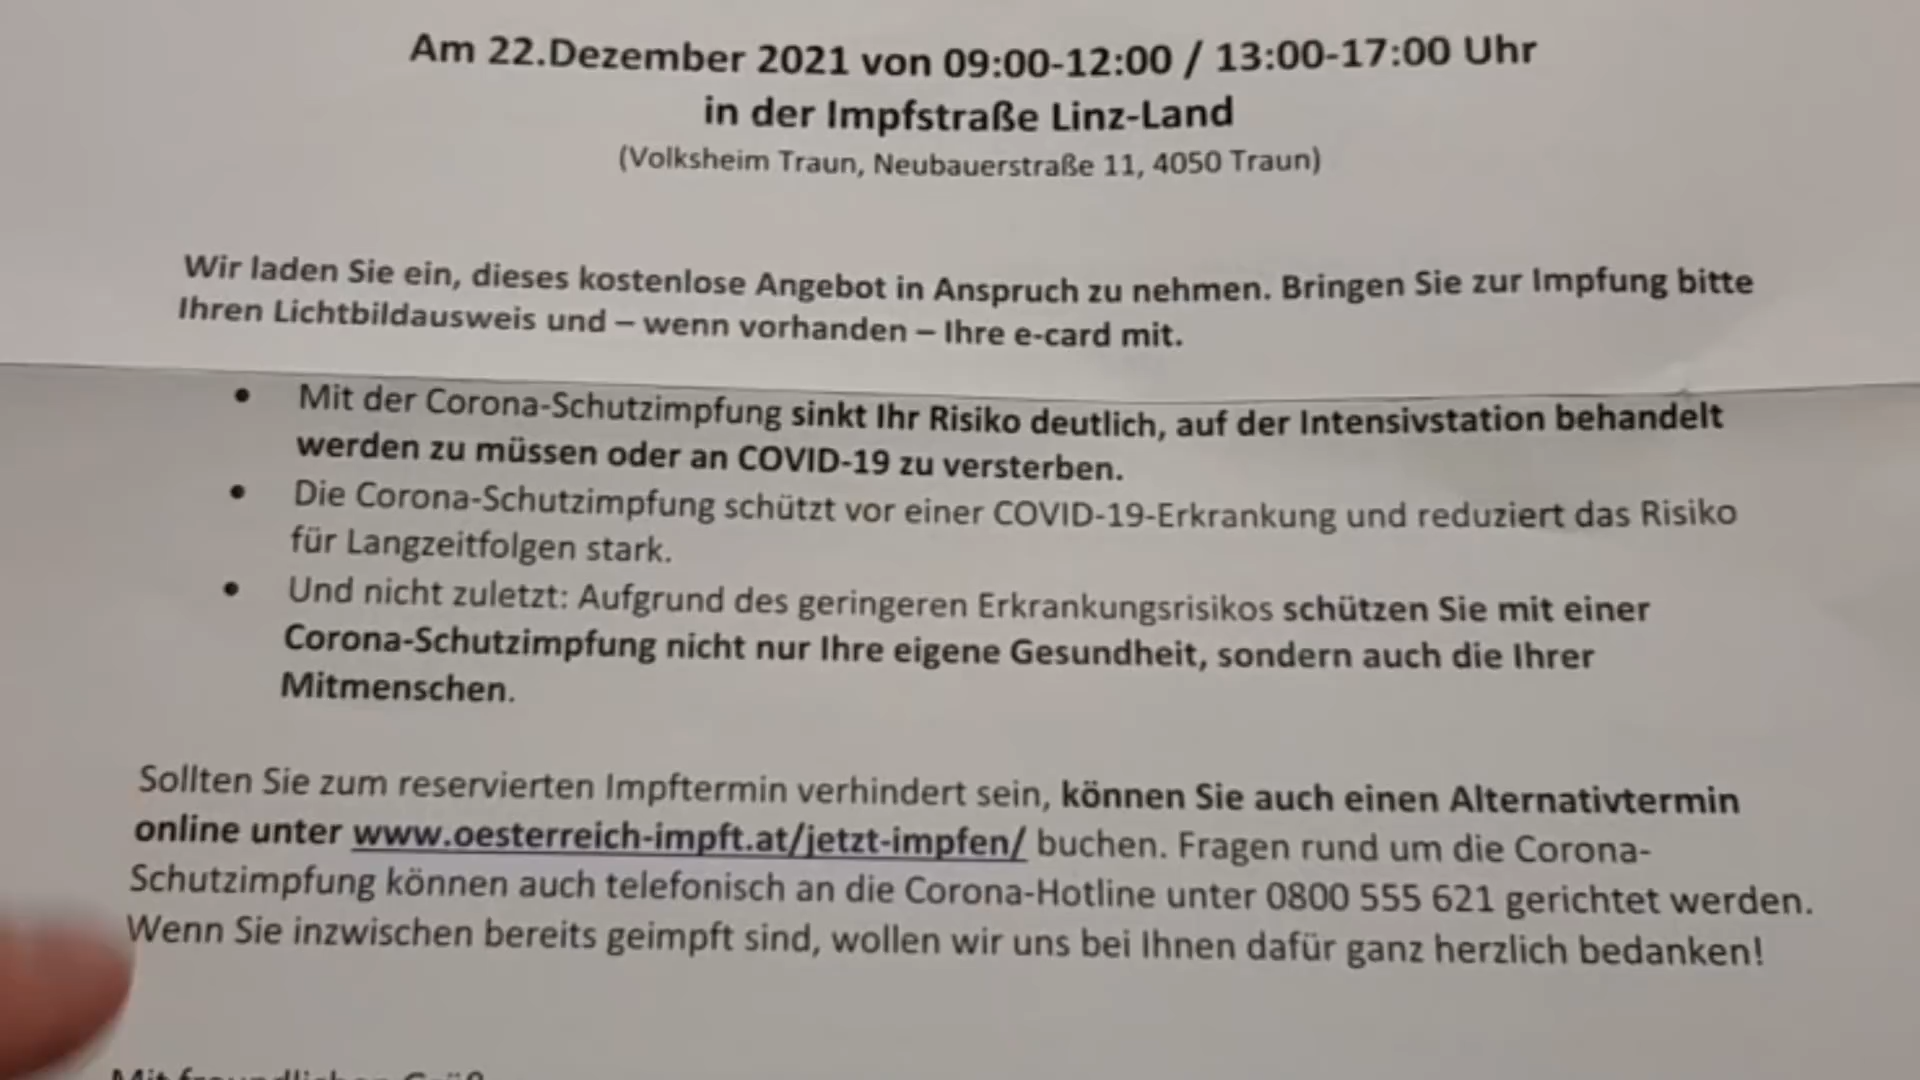 Am 22.Dezember 2021 von 09:00-12:00 / 13:00-17:00 Uhr
in der Impfstraße Linz-Land
(Volksheim Traun, Neubauerstraße 11, 4050 Traun)
Wir laden Sie ein, dieses kostenlose Angebot in Anspruch zu nehmen. Bringen Sie zur Impfung bitte
Ihren Lichtbildausweis und – wenn vorhanden – Ihre e-card mit.
• Mit der Corona-Schutzimpfung sinkt Ihr Risiko deutlich, auf der Intensivstation behandelt
werden zu müssen oder an COVID-19 zu versterben.
• Die Corona-Schutzimpfung schützt vor einer COVID-19-Erkrankung und reduziert das Risiko
für Langzeitfolgen stark.
• Und nicht zuletzt: Aufgrund des geringeren Erkrankungsrisikos schützen Sie mit einer
Corona-Schutzimpfung nicht nur Ihre eigene Gesundheit, sondern auch die Ihrer
Mitmenschen.
Sollten Sie zum reservierten Impftermin verhindert sein, können Sie auch einen Alternativtermin
online unter www.oesterreich-impft.at/jetzt-impfen/ buchen. Fragen rund um die Corona-
Schutzimpfung können auch telefonisch an die Corona-Hotline unter 0800 555 621 gerichtet werden.
Wenn Sie inzwischen bereits geimpft sind, wollen wir uns bei Ihnen dafür ganz herzlich bedanken!
Mit freundlichen